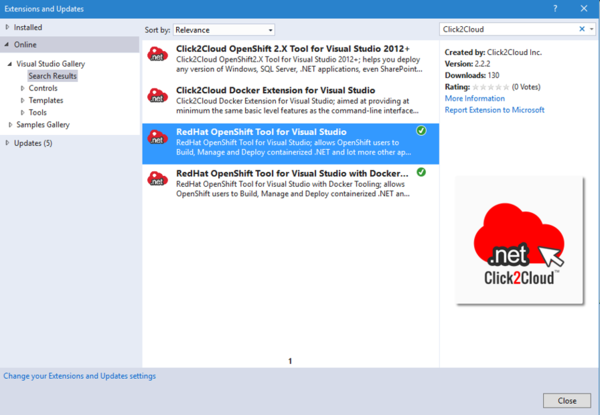 Extensions and Updates
? ×
Installed
Online
Visual Studio Gallery
Search Results
Controls
Templates
Tools
Samples Gallery
Updates (5)
Sort by: Relevance
Click2Cloud OpenShift 2.X Tool for Visual Studio 2012+
Click2Cloud OpenShift2.X Tool for Visual Studio 2012+; helps you
deploy any version of Windows, SQL Server, .NET applications, even SharePoint...
Click2Cloud Docker Extension for Visual Studio
Click2Cloud Docker Extension for Visual Studio; aimed at providing at
minimum the same basic level features as the command-line interface...
RedHat OpenShift Tool for Visual Studio
RedHat OpenShift Tool for Visual Studio; allows OpenShift users to
Build, Manage and Deploy containerized .NET and lot more other ap...
RedHat OpenShift Tool for Visual Studio with Docker...
RedHat OpenShift Tool for Visual Studio with Docker Tooling; allows
OpenShift users to Build, Manage and Deploy containerized .NET an...
1
Click2Cloud
Created by: Click2Cloud Inc.
Version: 2.2.2
Downloads: 130
Rating: (0 Votes)
More Information
Report Extension to Microsoft
.net
Click2Cloud™
Change your Extensions and Updates settings
Close